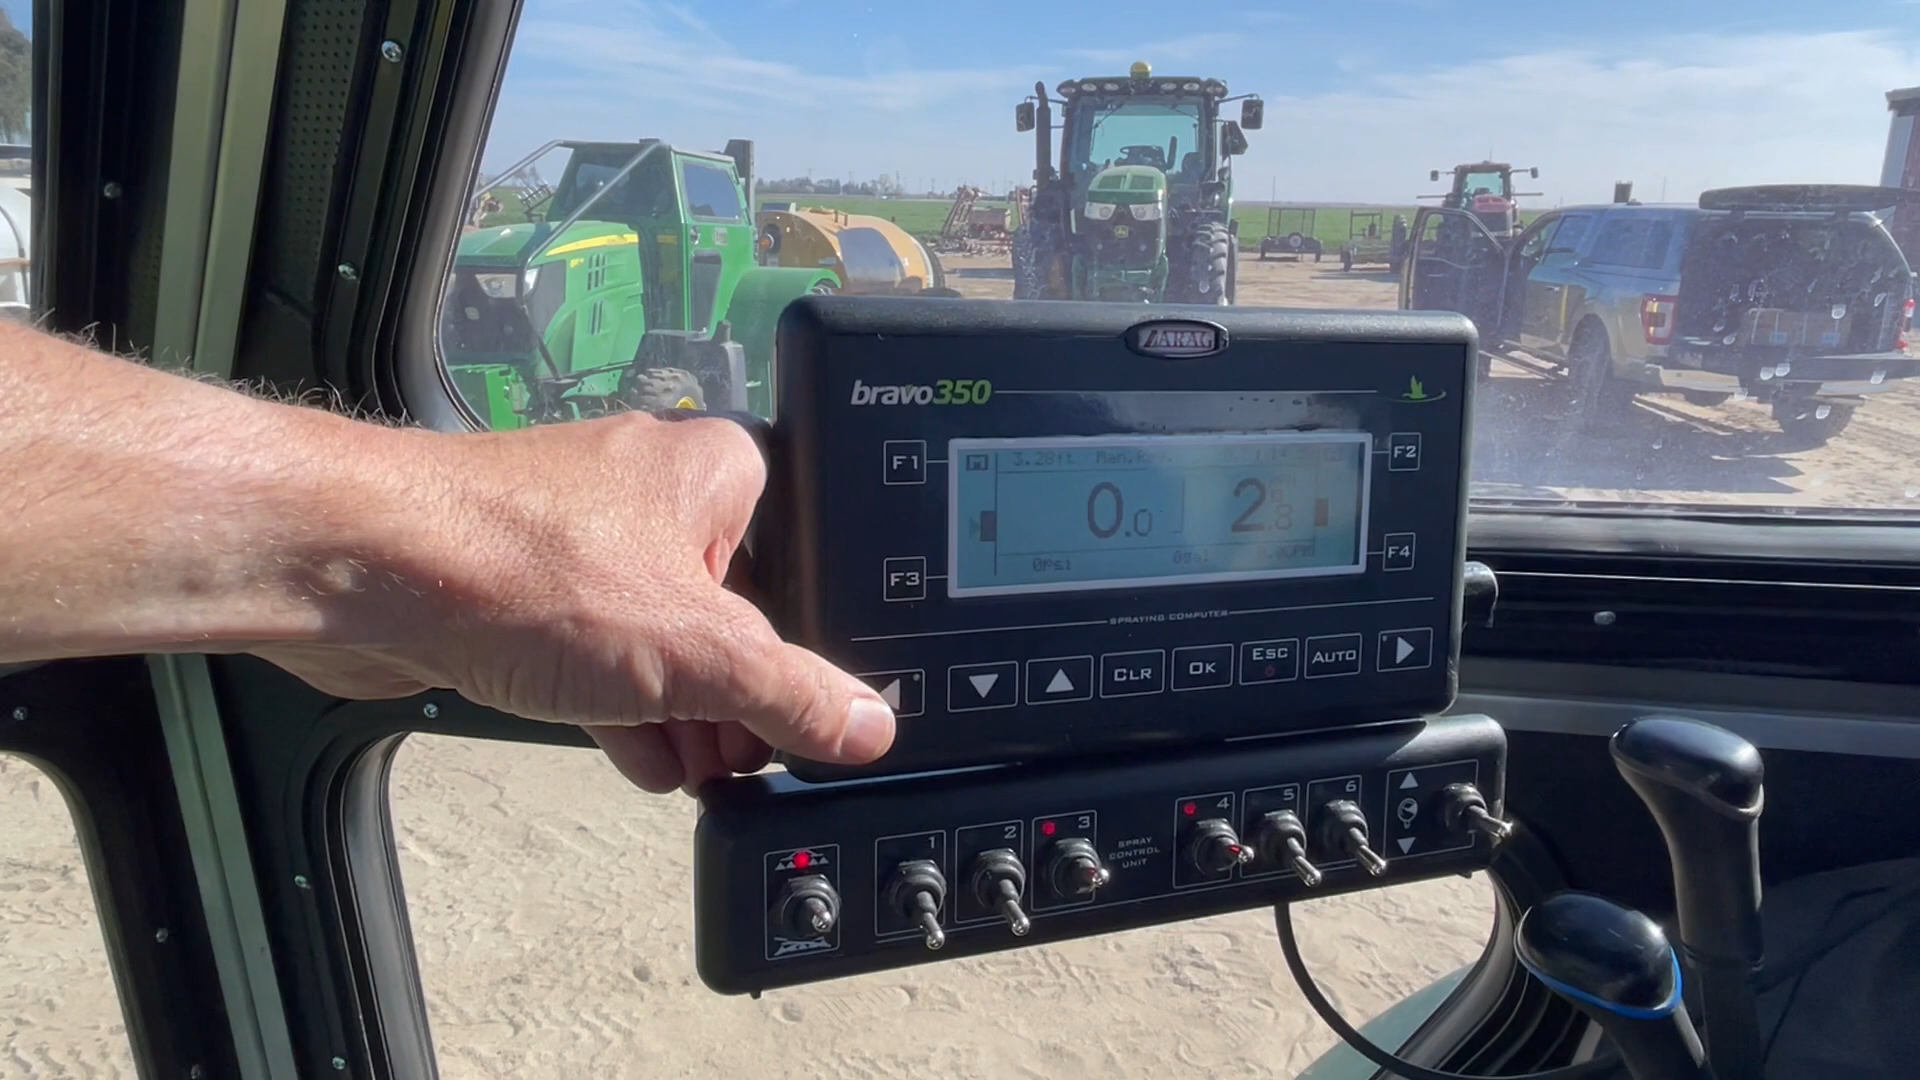 ARAG
bravo350
F1
F2
3.28ft Man.Reg.
0.0
2.8
0psi 0gal
F3
F4
SPRAYING COMPUTER
CLR OK ESC AUTO
1 2 3
SPRAY
CONTROL
UNIT
4 5 6